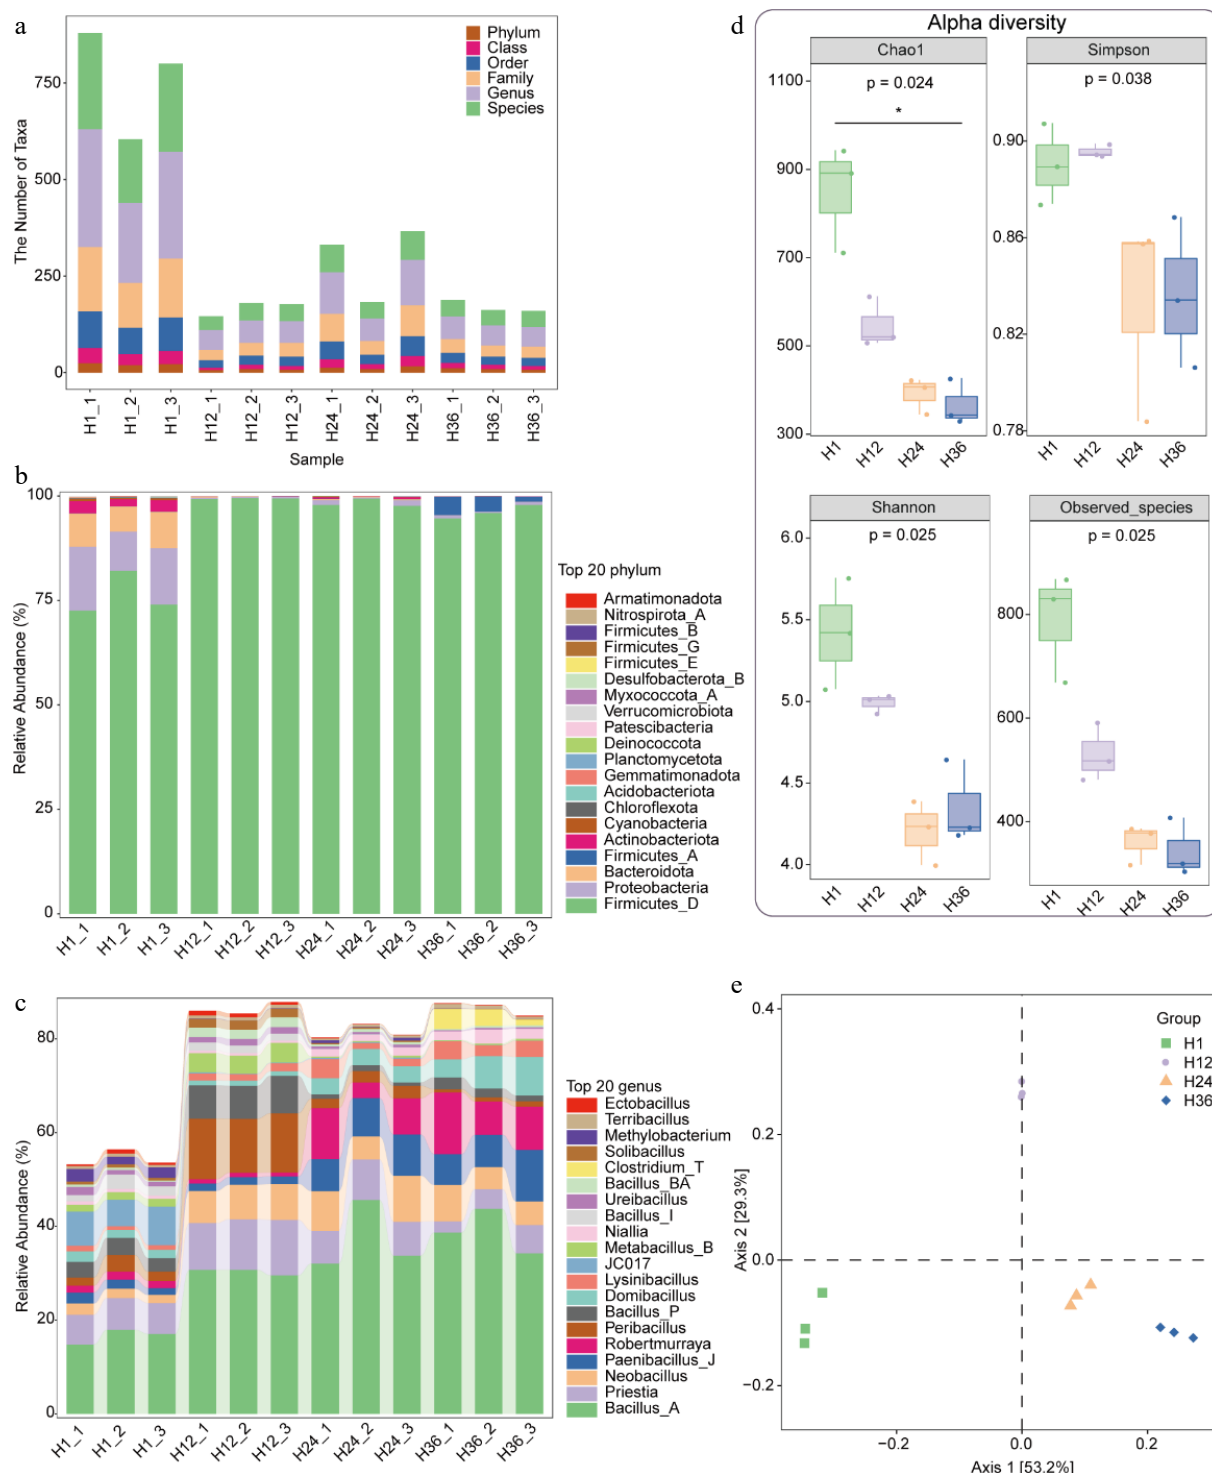 a
The Number of Taxa
750
500
250
0
Phylum
Class
Order
Family
Genus
Species
H1_1
H1_2
H1_3
H12_1
H12_2
H12_3
H24_1
H24_2
H24_3
H36_1
H36_2
H36_3
Sample
b
Relative Abundance (%)
100
75
50
25
0
H1_1
H1_2
H1_3
H12_1
H12_2
H12_3
H24_1
H24_2
H24_3
H36_1
H36_2
H36_3
Top 20 phylum
Armatimonadota
Nitrospirota_A
Firmicutes_B
Firmicutes_G
Firmicutes_E
Desulfobacterota_B
Myxococcota_A
Verrucomicrobiota
Patescibacteria
Deinococcota
Planctomycetota
Gemmatimonadota
Acidobacteriota
Chloroflexota
Cyanobacteria
Actinobacteriota
Firmicutes_A
Bacteroidota
Proteobacteria
Firmicutes_D
c
Relative Abundance (%)
80
60
40
20
0
H1_1
H1_2
H1_3
H12_1
H12_2
H12_3
H24_1
H24_2
H24_3
H36_1
H36_2
H36_3
Top 20 genus
Ectobacillus
Terribacillus
Methylobacterium
Solibacillus
Clostridium_T
Bacillus_BA
Ureibacillus
Bacillus_I
Niallia
Metabacillus_B
JC017
Lysinibacillus
Domibacillus
Bacillus_P
Peribacillus
Robertmurraya
Paenibacillus_J
Neobacillus
Priestia
Bacillus_A
d
Alpha diversity
Chao1
p = 0.024
*
1100
900
700
500
300
H1
H12
H24
H36
Simpson
p = 0.038
0.90
0.86
0.82
0.78
H1
H12
H24
H36
Shannon
p = 0.025
6.0
5.5
5.0
4.5
4.0
H1
H12
H24
H36
Observed_species
p = 0.025
800
600
400
H1
H12
H24
H36
e
Axis 2 [29.3%]
0.4
0.2
0.0
−0.2
Group
H1
H12
H24
H36
−0.2
0.0
0.2
Axis 1 [53.2%]